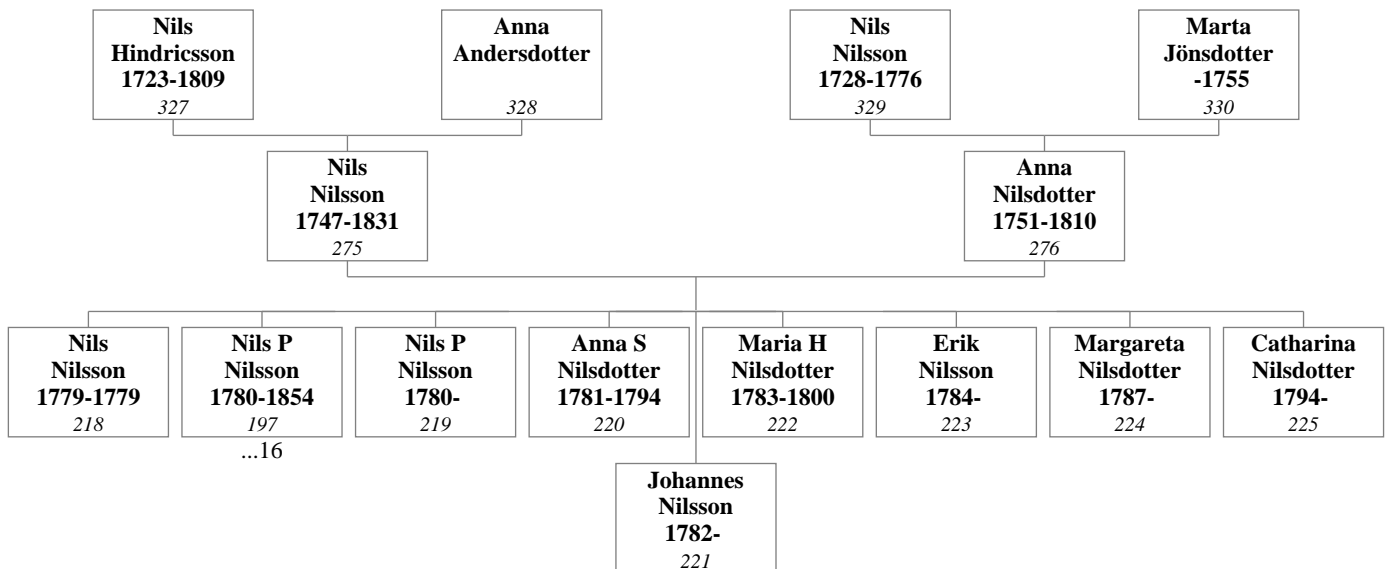 Nils
Hindricsson
1723-1809
327
Anna
Andersdotter
328
Nils
Nilsson
1728-1776
329
Marta
Jönsdotter
-1755
330
Nils
Nilsson
1747-1831
275
Anna
Nilsdotter
1751-1810
276
Nils
Nilsson
1779-1779
218
Nils P
Nilsson
1780-1854
197
...16
Nils P
Nilsson
1780-
219
Anna S
Nilsdotter
1781-1794
220
Maria H
Nilsdotter
1783-1800
222
Erik
Nilsson
1784-
223
Margareta
Nilsdotter
1787-
224
Catharina
Nilsdotter
1794-
225
Johannes
Nilsson
1782-
221